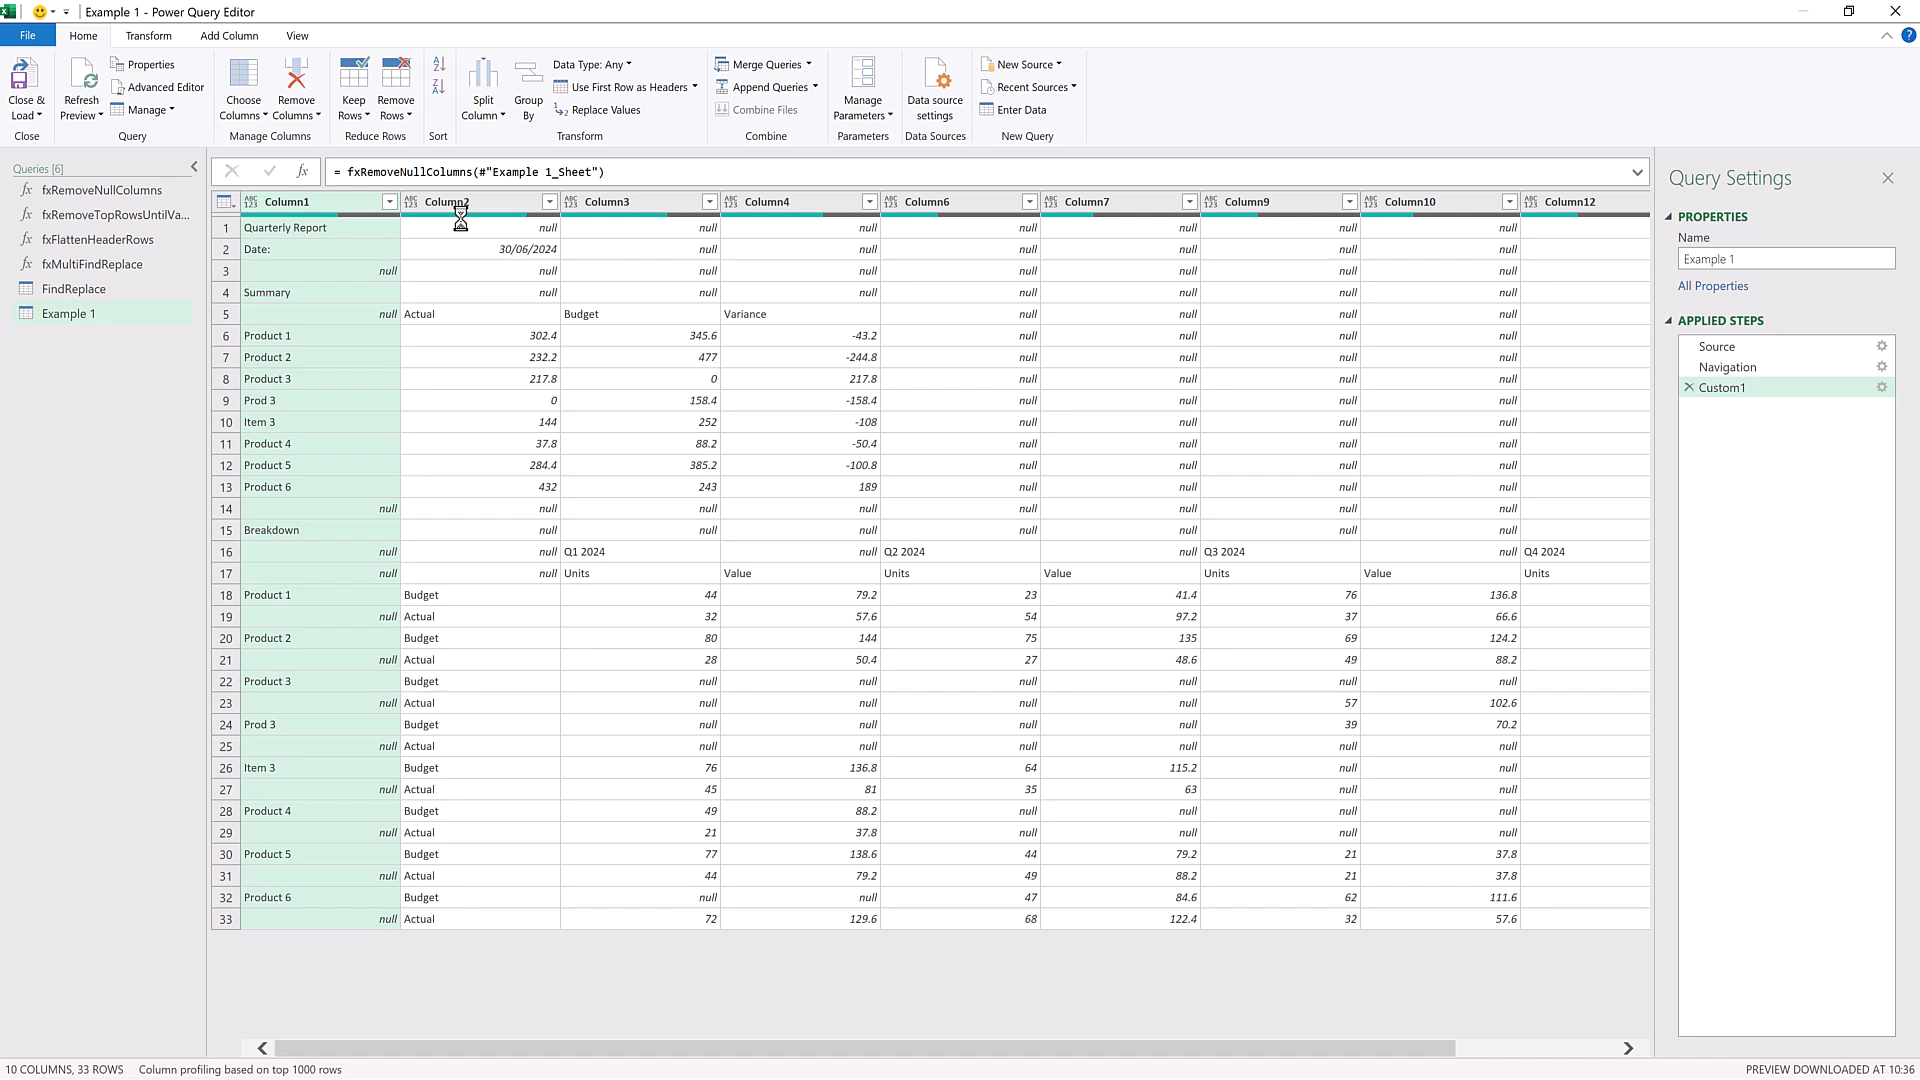 Example 1 - Power Query Editor
File Home Transform Add Column View
Close & Load
Close
Refresh Preview
Properties
Advanced Editor
Manage
Query
Choose Columns
Remove Columns
Manage Columns
Keep Rows
Remove Rows
Reduce Rows
Sort
Split Column
Group By
Data Type: Any
Use First Row as Headers
Replace Values
Transform
Merge Queries
Append Queries
Combine Files
Combine
Manage Parameters
Parameters
Data source settings
Data Sources
New Source
Recent Sources
Enter Data
New Query
Queries [6]
fx fxRemoveNullColumns
fx fxRemoveTopRowsUntilVa...
fx fxFlattenHeaderRows
fx fxMultiFindReplace
FindReplace
Example 1
fx = fxRemoveNullColumns(#"Example 1_Sheet")
ABC 123 Column1 ABC 123 Column2 ABC 123 Column3 ABC 123 Column4 ABC 123 Column6 ABC 123 Column7 ABC 123 Column9 ABC 123 Column10 ABC 123 Column12
1 Quarterly Report null null null null null null null
2 Date: 30/06/2024 null null null null null null
3 null null null null null null null null
4 Summary null null null null null null null
5 null Actual Budget Variance null null null null
6 Product 1 302.4 345.6 -43.2 null null null null
7 Product 2 232.2 477 -244.8 null null null null
8 Product 3 217.8 0 217.8 null null null null
9 Prod 3 0 158.4 -158.4 null null null null
10 Item 3 144 252 -108 null null null null
11 Product 4 37.8 88.2 -50.4 null null null null
12 Product 5 284.4 385.2 -100.8 null null null null
13 Product 6 432 243 189 null null null null
14 null null null null null null null null
15 Breakdown null null null null null null null
16 null null Q1 2024 null Q2 2024 null Q3 2024 null Q4 2024
17 null null Units Value Units Value Units Value Units
18 Product 1 Budget 44 79.2 23 41.4 76 136.8
19 null Actual 32 57.6 54 97.2 37 66.6
20 Product 2 Budget 80 144 75 135 69 124.2
21 null Actual 28 50.4 27 48.6 49 88.2
22 Product 3 Budget null null null null null null
23 null Actual null null null null 57 102.6
24 Prod 3 Budget null null null null 39 70.2
25 null Actual null null null null null null
26 Item 3 Budget 76 136.8 64 115.2 null null
27 null Actual 45 81 35 63 null null
28 Product 4 Budget 49 88.2 null null null null
29 null Actual 21 37.8 null null null null
30 Product 5 Budget 77 138.6 44 79.2 21 37.8
31 null Actual 44 79.2 49 88.2 21 37.8
32 Product 6 Budget null null 47 84.6 62 111.6
33 null Actual 72 129.6 68 122.4 32 57.6
Query Settings
PROPERTIES
Name
Example 1
All Properties
APPLIED STEPS
Source
Navigation
Custom1
10 COLUMNS, 33 ROWS Column profiling based on top 1000 rows PREVIEW DOWNLOADED AT 10:36